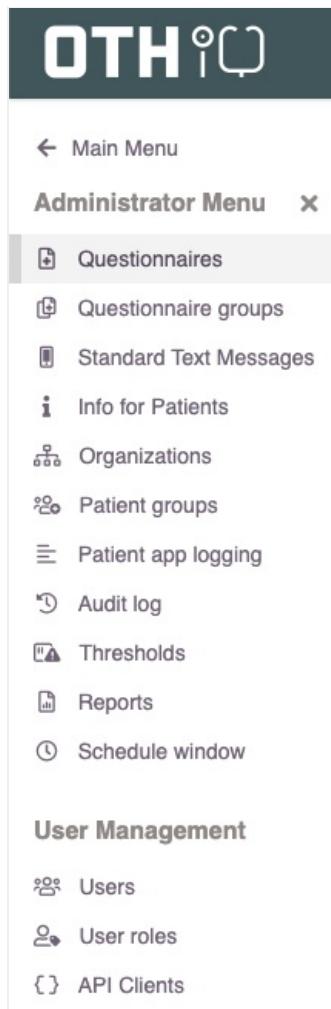 OTH
Main Menu
Administrator Menu
Questionnaires
Questionnaire groups
Standard Text Messages
Info for Patients
Organizations
Patient groups
Patient app logging
Audit log
Thresholds
Reports
Schedule window
User Management
Users
User roles
API Clients